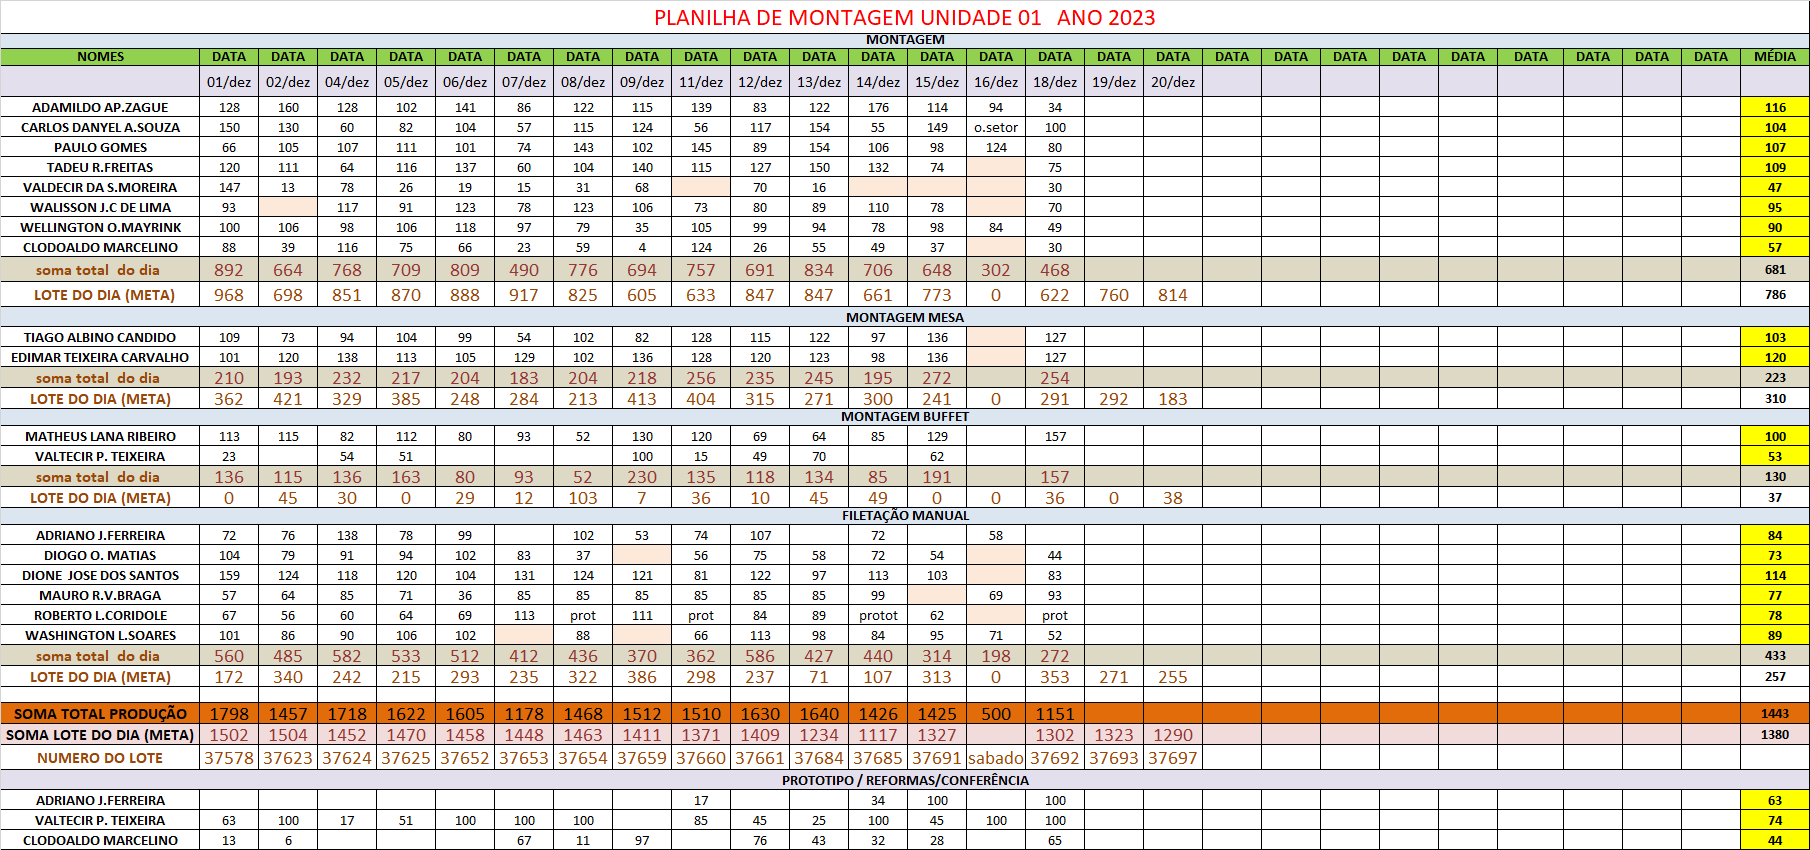 PLANILHA DE MONTAGEM UNIDADE 01 ANO 2023
MONTAGEM
NOMES DATA DATA DATA DATA DATA DATA DATA DATA DATA DATA DATA DATA DATA DATA DATA DATA DATA DATA DATA DATA DATA DATA DATA DATA DATA DATA MÉDIA
01/dez 02/dez 04/dez 05/dez 06/dez 07/dez 08/dez 09/dez 11/dez 12/dez 13/dez 14/dez 15/dez 16/dez 18/dez 19/dez 20/dez
ADAMILDO AP.ZAGUE 128 160 128 102 141 86 122 115 139 83 122 176 114 94 34 116
CARLOS DANYEL A.SOUZA 150 130 60 82 104 57 115 124 56 117 154 55 149 o.setor 100 104
PAULO GOMES 66 105 107 111 101 74 143 102 145 89 154 106 98 124 80 107
TADEU R.FREITAS 120 111 64 116 137 60 104 140 115 127 150 132 74 75 109
VALDECIR DA S.MOREIRA 147 13 78 26 19 15 31 68 70 16 30 47
WALISSON J.C DE LIMA 93 117 91 123 78 123 106 73 80 89 110 78 70 95
WELLINGTON O.MAYRINK 100 106 98 106 118 97 79 35 105 99 94 78 98 84 49 90
CLODOALDO MARCELINO 88 39 116 75 66 23 59 4 124 26 55 49 37 30 57
soma total do dia 892 664 768 709 809 490 776 694 757 691 834 706 648 302 468 681
LOTE DO DIA (META) 968 698 851 870 888 917 825 605 633 847 847 661 773 0 622 760 814 786
MONTAGEM MESA
TIAGO ALBINO CANDIDO 109 73 94 104 99 54 102 82 128 115 122 97 136 127 103
EDIMAR TEIXEIRA CARVALHO 101 120 138 113 105 129 102 136 128 120 123 98 136 127 120
soma total do dia 210 193 232 217 204 183 204 218 256 235 245 195 272 254 223
LOTE DO DIA (META) 362 421 329 385 248 284 213 413 404 315 271 300 241 0 291 292 183 310
MONTAGEM BUFFET
MATHEUS LANA RIBEIRO 113 115 82 112 80 93 52 130 120 69 64 85 129 157 100
VALTECIR P. TEIXEIRA 23 54 51 100 15 49 70 62 53
soma total do dia 136 115 136 163 80 93 52 230 135 118 134 85 191 157 130
LOTE DO DIA (META) 0 45 30 0 29 12 103 7 36 10 45 49 0 0 36 0 38 37
FILETAÇÃO MANUAL
ADRIANO J.FERREIRA 72 76 138 78 99 102 53 74 107 72 58 84
DIOGO O. MATIAS 104 79 91 94 102 83 37 56 75 58 72 54 44 73
DIONE JOSE DOS SANTOS 159 124 118 120 104 131 124 121 81 122 97 113 103 83 114
MAURO R.V.BRAGA 57 64 85 71 36 85 85 85 85 85 85 99 69 93 77
ROBERTO L.CORIDOLE 67 56 60 64 69 113 prot 111 prot 84 89 protot 62 prot 78
WASHINGTON L.SOARES 101 86 90 106 102 88 66 113 98 84 95 71 52 89
soma total do dia 560 485 582 533 512 412 436 370 362 586 427 440 314 198 272 433
LOTE DO DIA (META) 172 340 242 215 293 235 322 386 298 237 71 107 313 0 353 271 255 257
SOMA TOTAL PRODUÇÃO 1798 1457 1718 1622 1605 1178 1468 1512 1510 1630 1640 1426 1425 500 1151 1443
SOMA LOTE DO DIA (META) 1502 1504 1452 1470 1458 1448 1463 1411 1371 1409 1234 1117 1327 1302 1323 1290 1380
NUMERO DO LOTE 37578 37623 37624 37625 37652 37653 37654 37659 37660 37661 37684 37685 37691 sabado 37692 37693 37697
PROTOTIPO / REFORMAS/CONFERÊNCIA
ADRIANO J.FERREIRA 17 34 100 100 63
VALTECIR P. TEIXEIRA 63 100 17 51 100 100 100 85 45 25 100 45 100 100 74
CLODOALDO MARCELINO 13 6 67 11 97 76 43 32 28 65 44